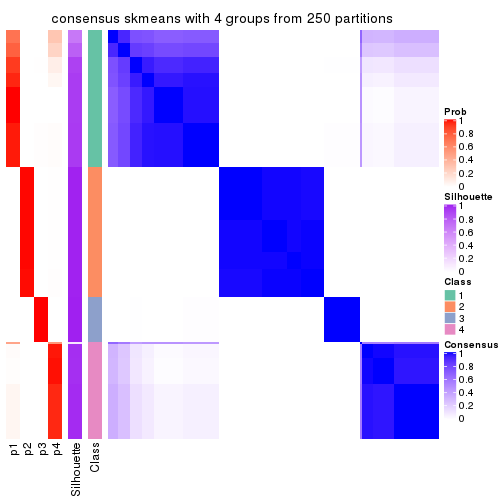 consensus skmeans with 4 groups from 250 partitions
Prob
1
0.8
0.6
0.4
0.2
0
Silhouette
1
0.8
0.6
0.4
0.2
0
Class
1
2
3
4
Consensus
1
0.8
0.6
0.4
0.2
0
p1
p2
p3
p4
Silhouette
Class